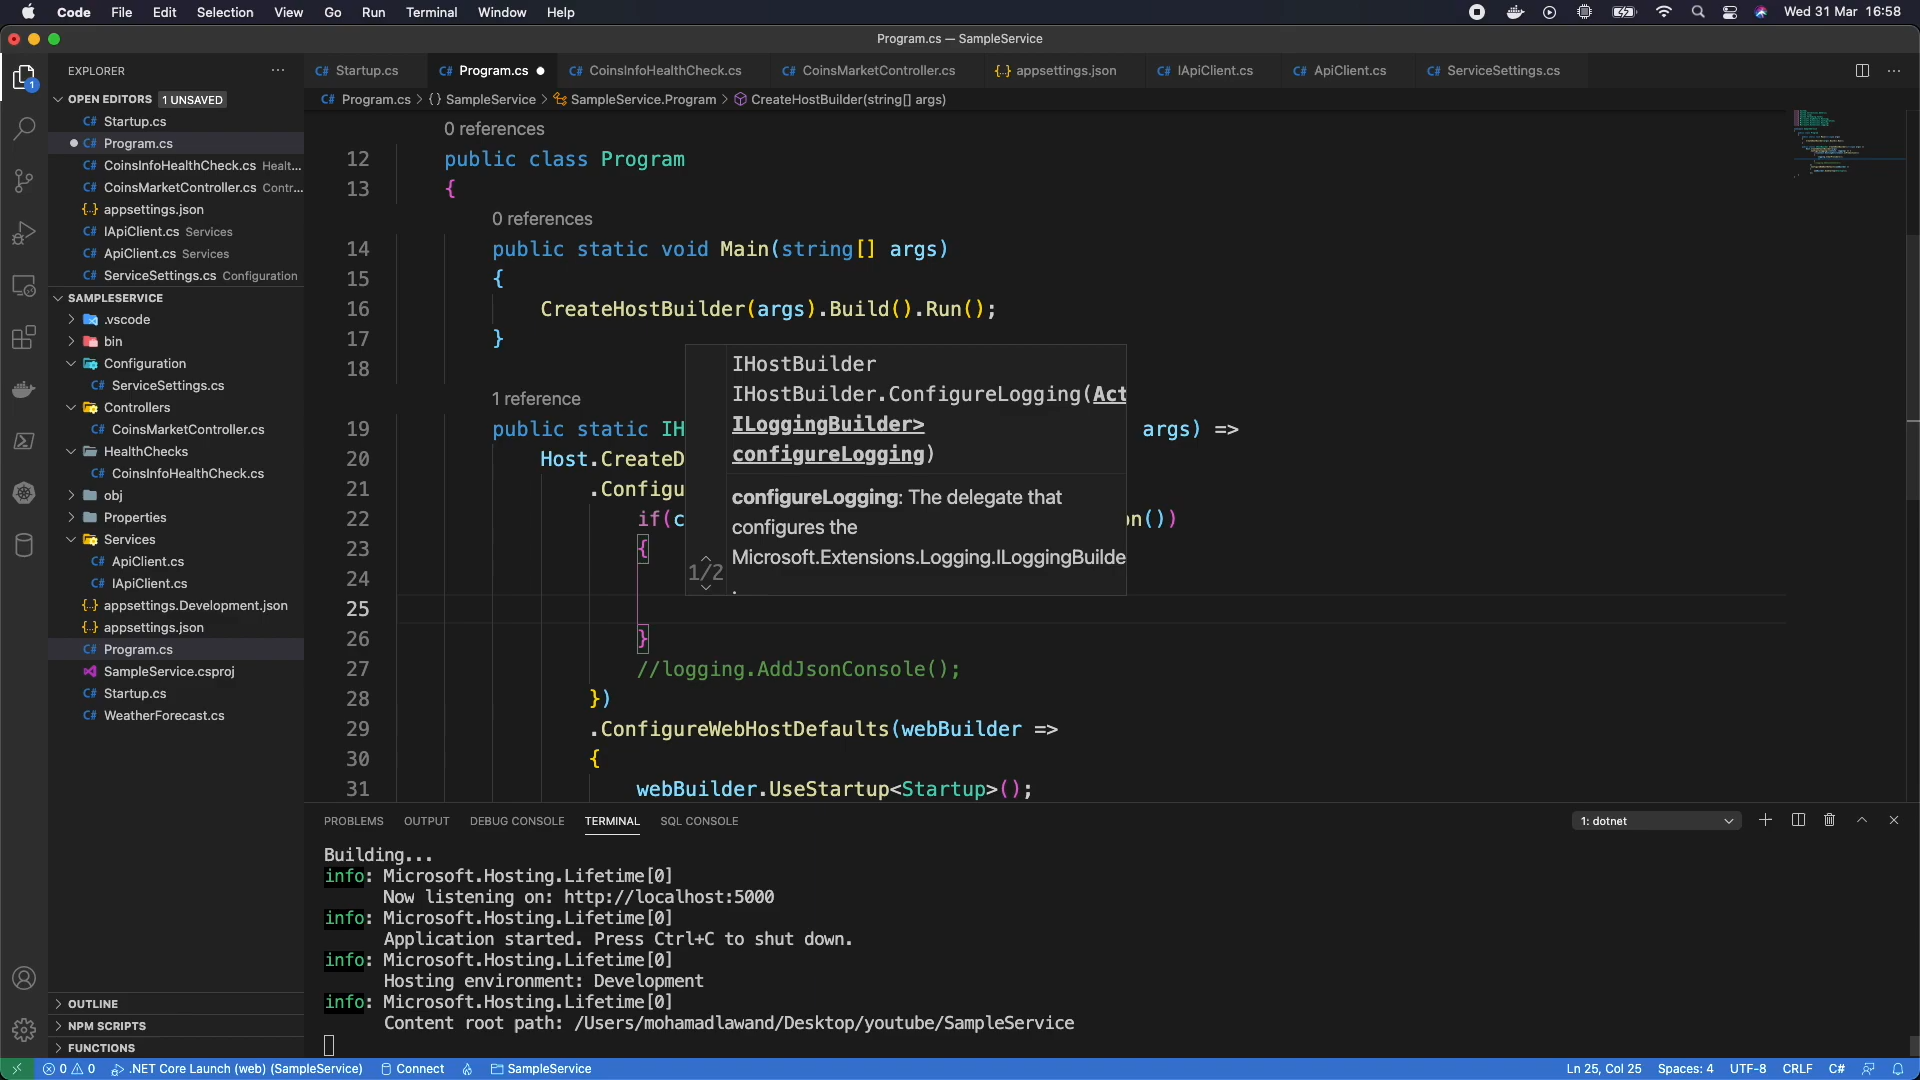 Code File Edit Selection View Go Run Terminal Window Help Wed 31 Mar 16:58
Program.cs — SampleService
EXPLORER
Startup.cs Program.cs CoinsInfoHealthCheck.cs CoinsMarketController.cs appsettings.json IApiClient.cs ApiClient.cs ServiceSettings.cs
Program.cs > {} SampleService > SampleService.Program > CreateHostBuilder(string[] args)
OPEN EDITORS 1 UNSAVED
Startup.cs
Program.cs
CoinsInfoHealthCheck.cs Healt...
CoinsMarketController.cs Contr...
appsettings.json
IApiClient.cs Services
ApiClient.cs Services
ServiceSettings.cs Configuration
SAMPLESERVICE
.vscode
bin
Configuration
ServiceSettings.cs
Controllers
CoinsMarketController.cs
HealthChecks
CoinsInfoHealthCheck.cs
obj
Properties
Services
ApiClient.cs
IApiClient.cs
appsettings.Development.json
appsettings.json
Program.cs
SampleService.csproj
Startup.cs
WeatherForecast.cs
OUTLINE
NPM SCRIPTS
FUNCTIONS
0 references
12 public class Program
13 {
0 references
14 public static void Main(string[] args)
15 {
16 CreateHostBuilder(args).Build().Run();
17 }
18
1 reference
19 public static IH args) =>
20 Host.CreateD
21 .Configu
22 if(c n())
23 {
24
25
26 }
27 //logging.AddJsonConsole();
28 })
29 .ConfigureWebHostDefaults(webBuilder =>
30 {
31 webBuilder.UseStartup<Startup>();
IHostBuilder
IHostBuilder.ConfigureLogging(Act
ILoggingBuilder>
configureLogging)
configureLogging: The delegate that
configures the
Microsoft.Extensions.Logging.ILoggingBuilde
1/2 .
PROBLEMS OUTPUT DEBUG CONSOLE TERMINAL SQL CONSOLE 1: dotnet
Building...
info: Microsoft.Hosting.Lifetime[0]
Now listening on: http://localhost:5000
info: Microsoft.Hosting.Lifetime[0]
Application started. Press Ctrl+C to shut down.
info: Microsoft.Hosting.Lifetime[0]
Hosting environment: Development
info: Microsoft.Hosting.Lifetime[0]
Content root path: /Users/mohamadlawand/Desktop/youtube/SampleService
0 0 .NET Core Launch (web) (SampleService) Connect SampleService Ln 25, Col 25 Spaces: 4 UTF-8 CRLF C#